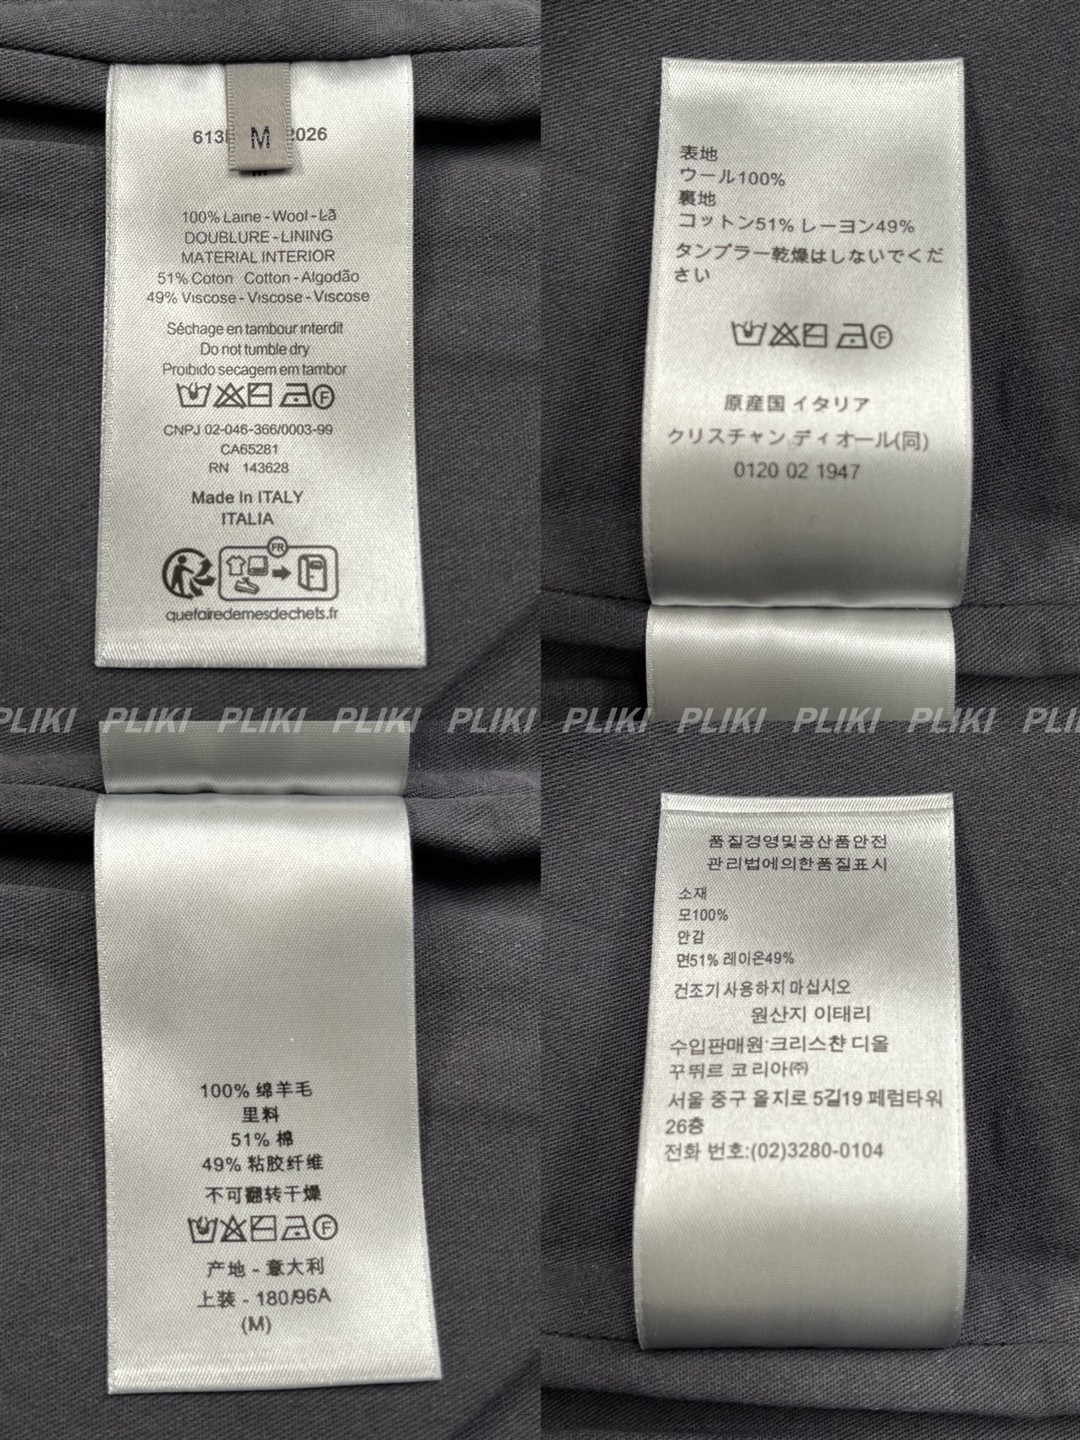 M
100% Laine - Wool - Lã
DOUBLURE - LINING
MATERIAL INTERIOR
51% Coton Cotton - Algodão
49% Viscose - Viscose - Viscose
Séchage en tambour interdit
Do not tumble dry
Proibido secagem em tambor
F
CNPJ 02-046-366/0003-99
CA65281
RN 143628
Made In ITALY
ITALIA
FR
quefairedemesdechets.fr
表地
ウール100%
裏地
コットン51% レーヨン49%
タンブラー乾燥はしないでくだ
さい
F
原産国 イタリア
クリスチャン ディオール(同)
0120 02 1947
PLIKI PLIKI PLIKI PLIKI PLIKI PLIKI PLIKI PLIKI PLIKI
100% 绵羊毛
里料
51% 棉
49% 粘胶纤维
不可翻转干燥
F
产地 - 意大利
上装 - 180/96A
(M)
품질경영및공산품안전
관리법에의한품질표시
소재
모100%
안감
면51% 레이온49%
건조기사용하지 마십시오
원산지 이태리
수입판매원·크리스챤 디올
꾸뛰르 코리아㈜
서울 중구 을지로 5길19 페럼타워
26층
전화 번호:(02)3280-0104